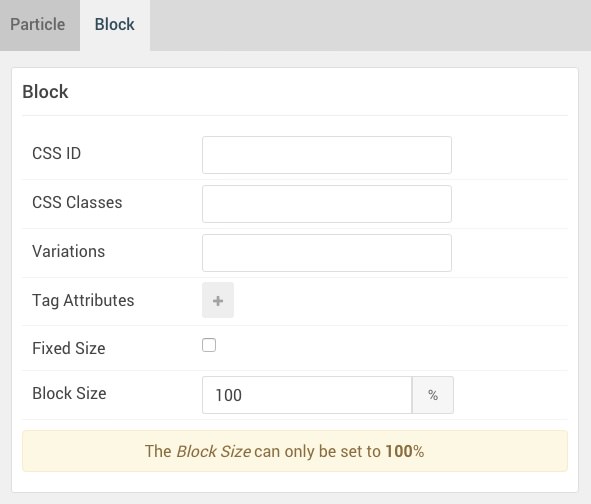 Particle Block
Block
CSS ID
CSS Classes
Variations
Tag Attributes +
Fixed Size
Block Size 100 %
The Block Size can only be set to 100%